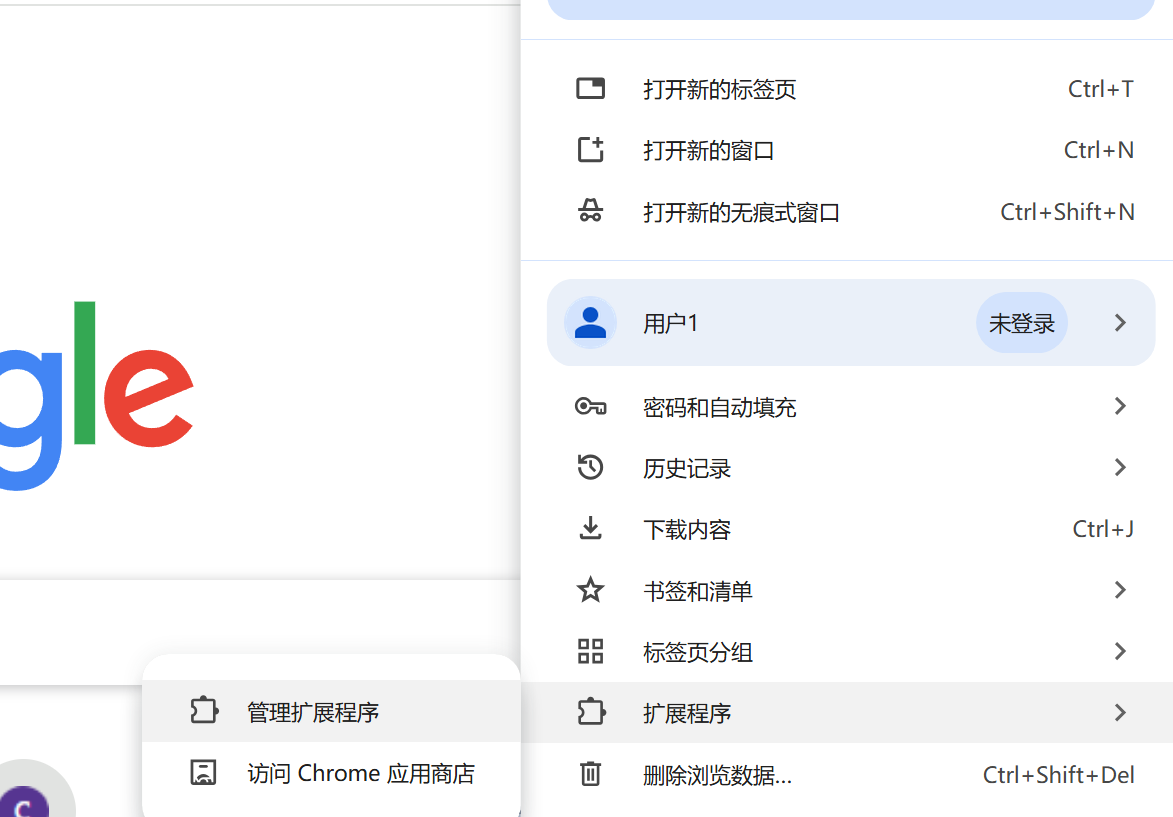 打开新的标签页 Ctrl+T
打开新的窗口 Ctrl+N
打开新的无痕式窗口 Ctrl+Shift+N
用户1 未登录
gle
密码和自动填充
历史记录
下载内容 Ctrl+J
书签和清单
标签页分组
管理扩展程序
扩展程序
访问 Chrome 应用商店
删除浏览数据... Ctrl+Shift+Del
C